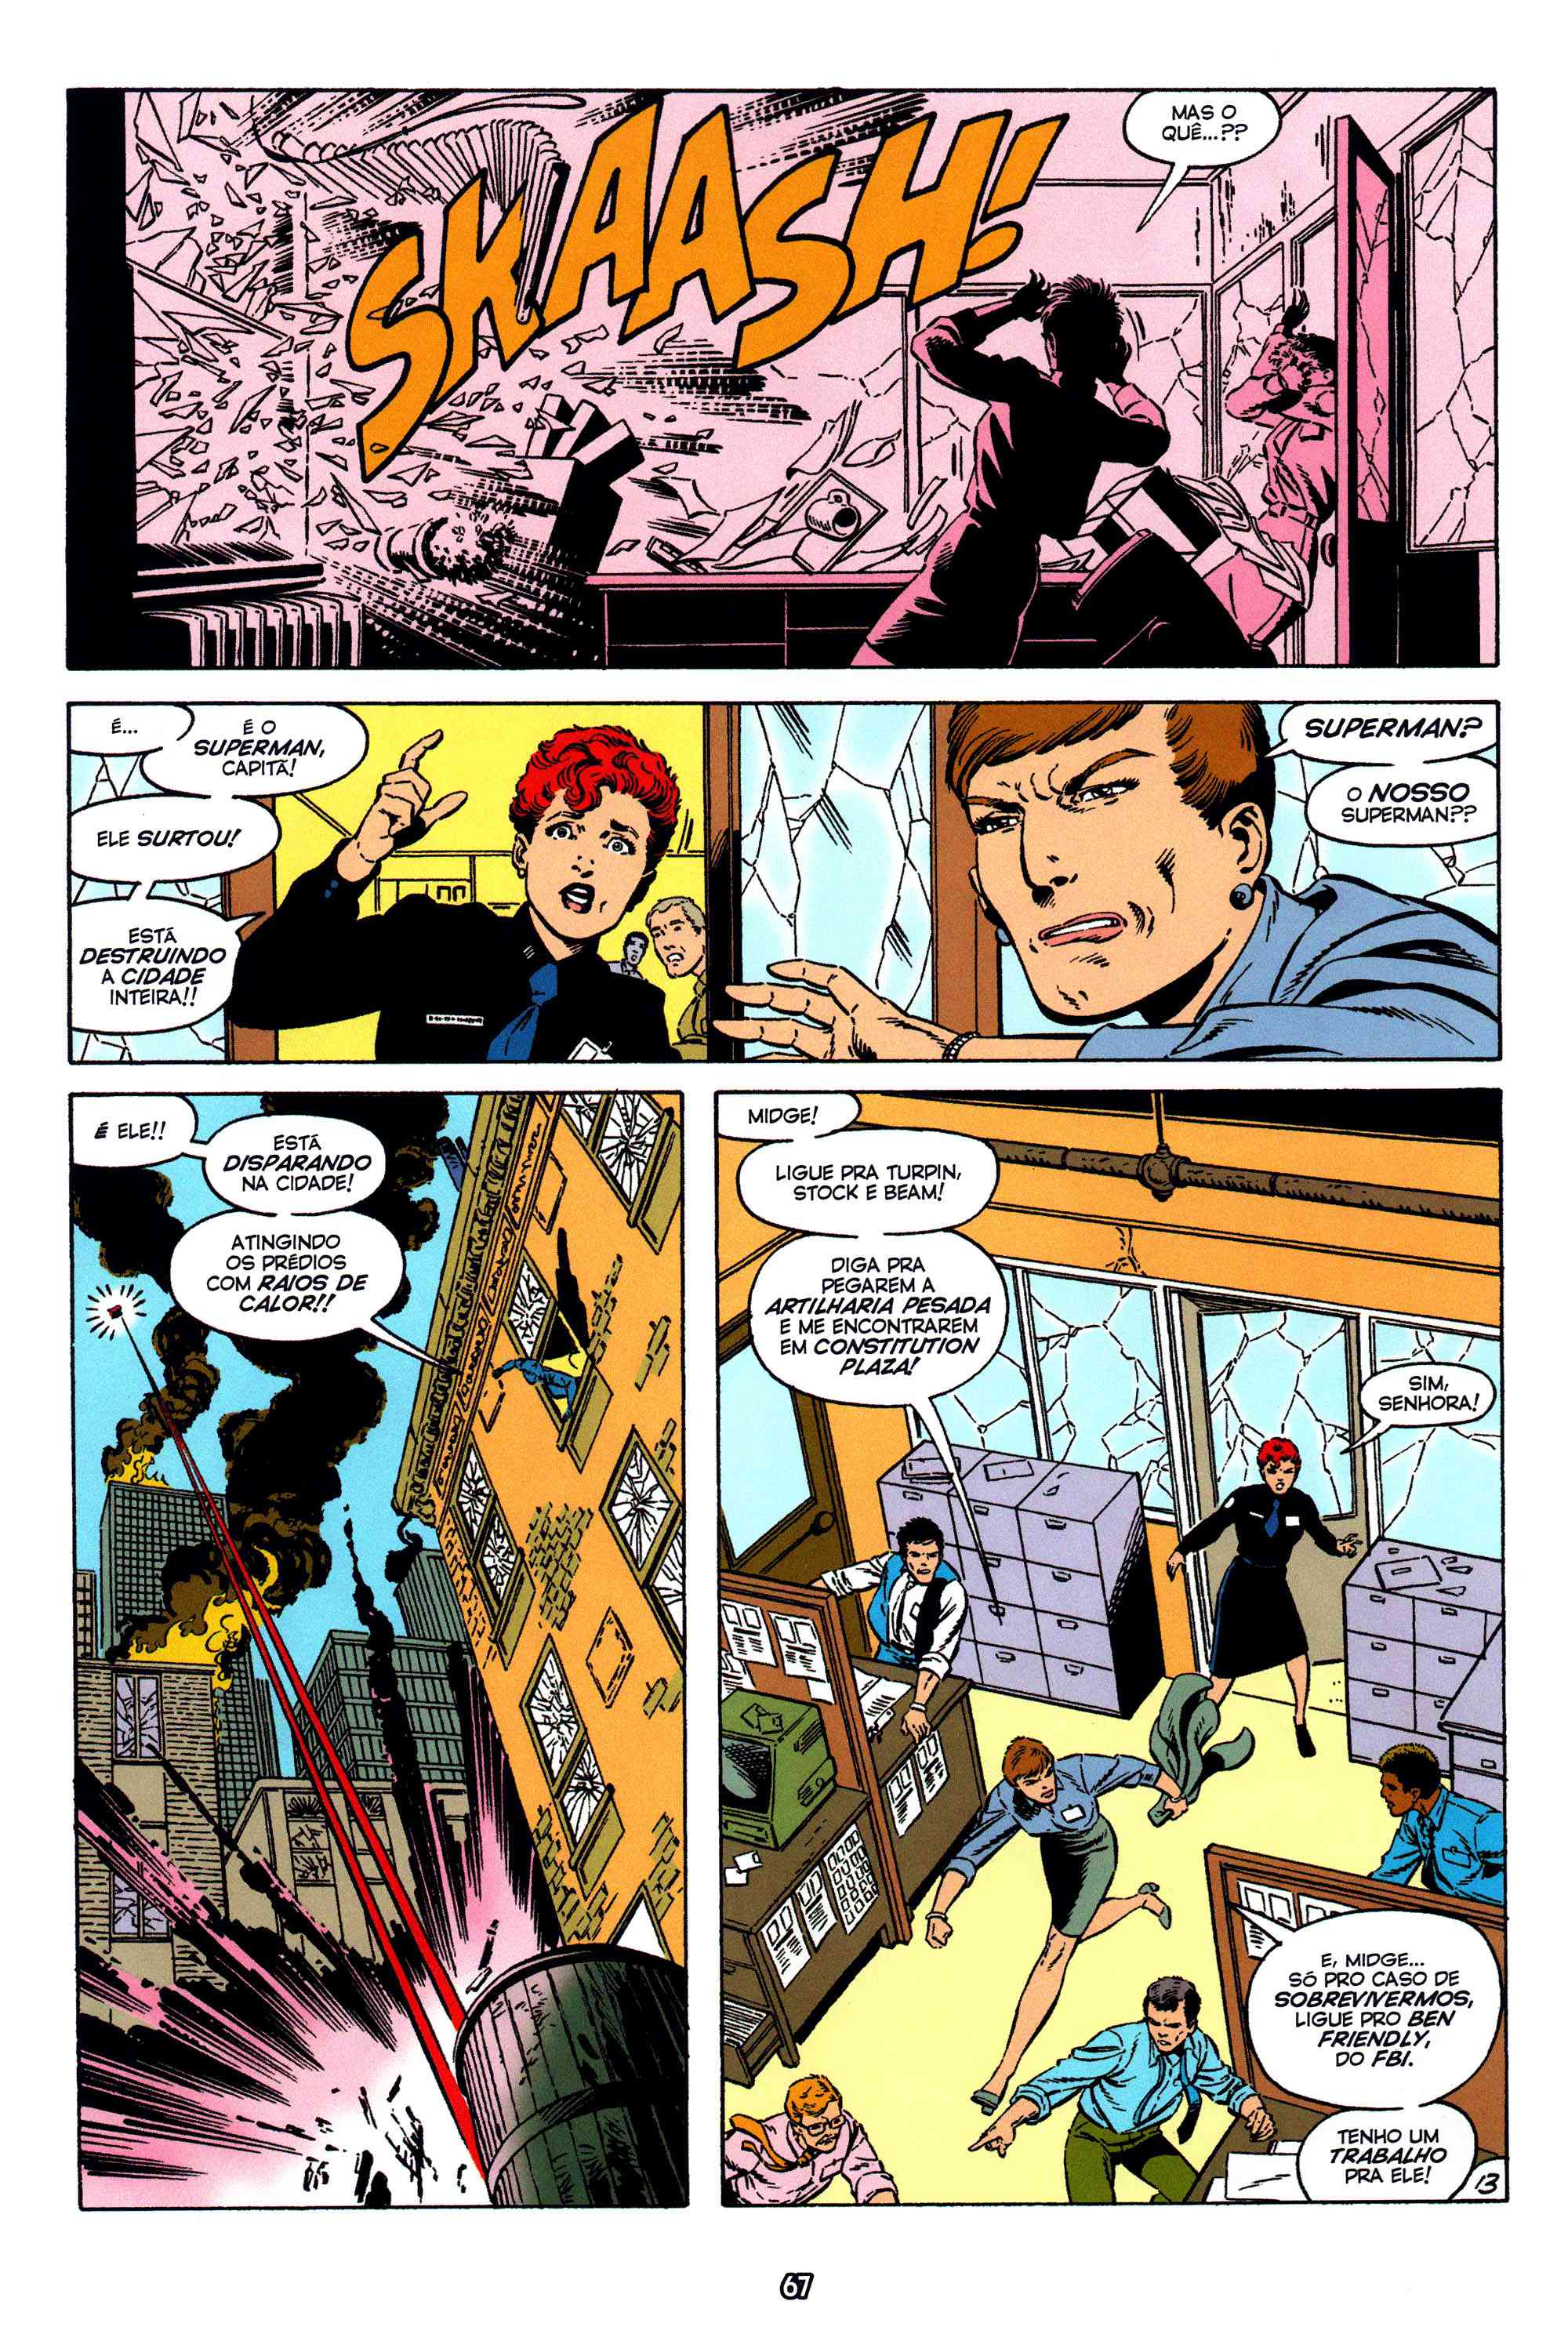 SKAASH!
MAS O
QUÊ...??
É...
É O
SUPERMAN,
CAPITÃ!
ELE SURTOU!
ESTÁ
DESTRUINDO
A CIDADE
INTEIRA!!
SUPERMAN?
O NOSSO
SUPERMAN??
É ELE!!
ESTÁ
DISPARANDO
NA CIDADE!
ATINGINDO
OS PRÉDIOS
COM RAIOS DE
CALOR!!
MIDGE!
LIGUE PRA TURPIN,
STOCK E BEAM!
DIGA PRA
PEGAREM A
ARTILHARIA PESADA
E ME ENCONTRAREM
EM CONSTITUTION
PLAZA!
SIM,
SENHORA!
E, MIDGE...
SÓ PRO CASO DE
SOBREVIVERMOS,
LIGUE PRO BEN
FRIENDLY,
DO FBI.
TENHO UM
TRABALHO
PRA ELE!
13
67